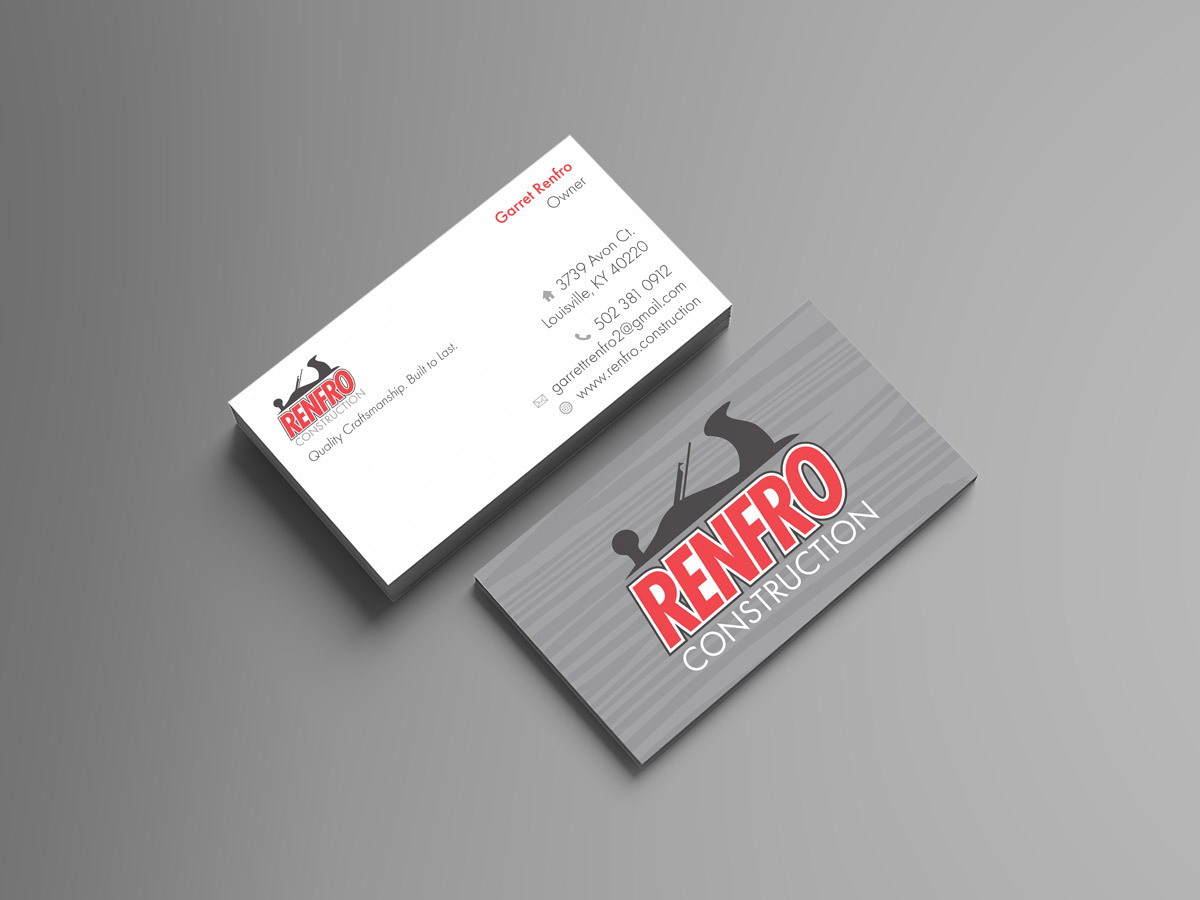 Garret Renfro
Owner
3739 Avon Ct.
Louisville, KY 40220
502 381 0912
garrettrenfro2@gmail.com
www.renfro.construction
RENFRO
CONSTRUCTION
Quality Craftsmanship. Built to Last.
RENFRO
CONSTRUCTION